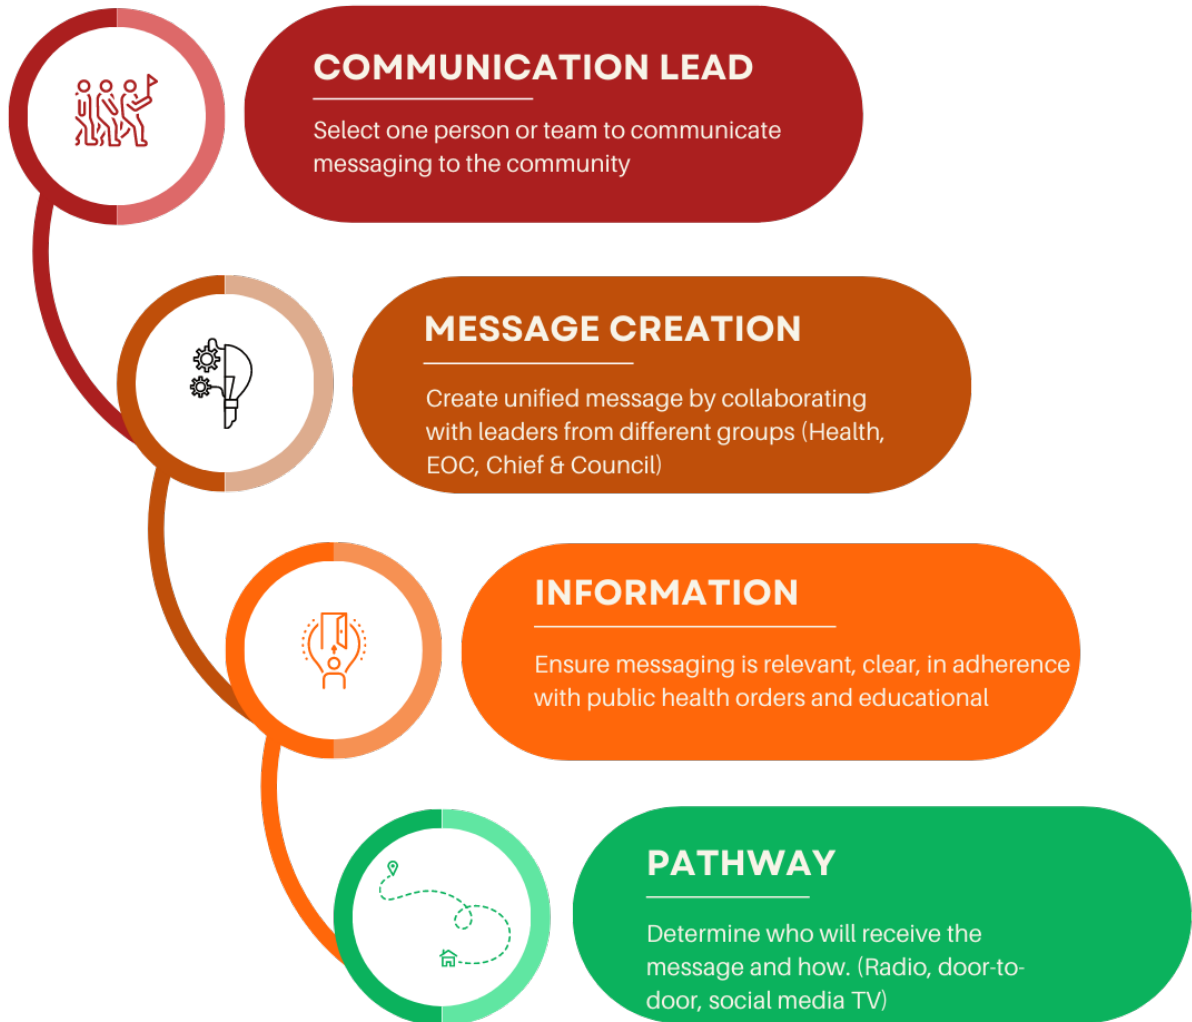 COMMUNICATION LEAD
Select one person or team to communicate
messaging to the community
MESSAGE CREATION
Create unified message by collaborating
with leaders from different groups (Health,
EOC, Chief & Council)
INFORMATION
Ensure messaging is relevant, clear, in adherence
with public health orders and educational
PATHWAY
Determine who will receive the
message and how. (Radio, door-to-
door, social media TV)